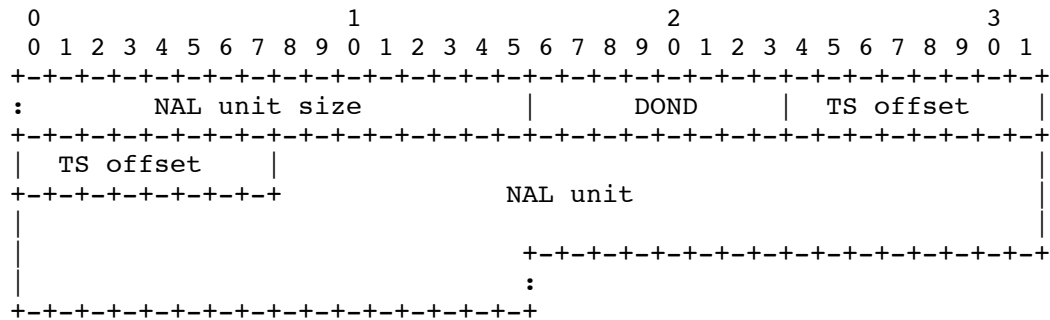 0                   1                   2                   3
 0 1 2 3 4 5 6 7 8 9 0 1 2 3 4 5 6 7 8 9 0 1 2 3 4 5 6 7 8 9 0 1
+-+-+-+-+-+-+-+-+-+-+-+-+-+-+-+-+-+-+-+-+-+-+-+-+-+-+-+-+-+-+-+-+
:        NAL unit size          |      DOND     |  TS offset    |
+-+-+-+-+-+-+-+-+-+-+-+-+-+-+-+-+-+-+-+-+-+-+-+-+-+-+-+-+-+-+-+-+
|  TS offset    |                                               |
+-+-+-+-+-+-+-+-+              NAL unit                         |
|                                                               |
|                               +-+-+-+-+-+-+-+-+-+-+-+-+-+-+-+-+
|                               :
+-+-+-+-+-+-+-+-+-+-+-+-+-+-+-+-+